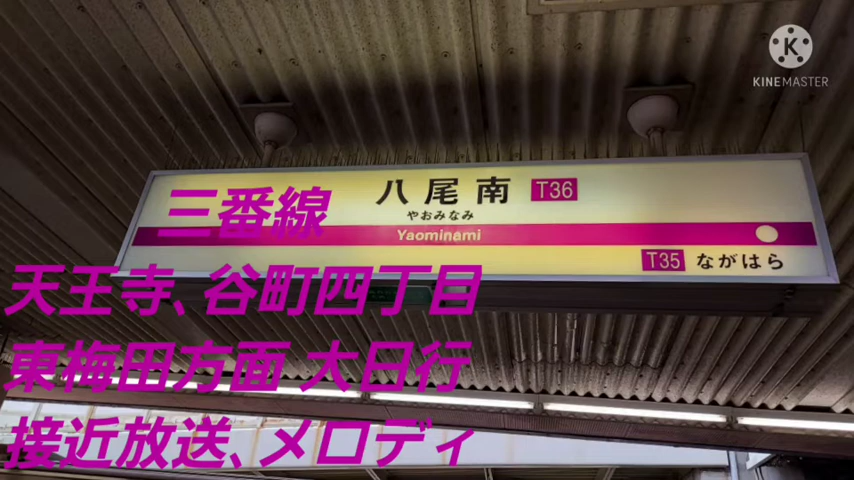 KINEMASTER
八尾南 T36
やおみなみ
Yaominami
T35 ながはら
三番線
天王寺、谷町四丁目
東梅田方面 大日行
接近放送、メロディ